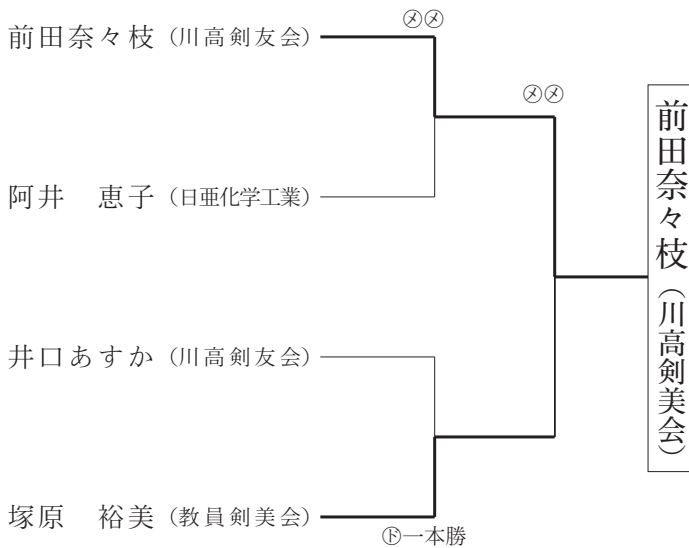 ㋱㋱
前田奈々枝（川高剣友会）
㋱㋱
阿井　恵子（日亜化学工業）
井口あすか（川高剣友会）
塚原　裕美（教員剣美会）
㋣一本勝
前田奈々枝（川高剣美会）